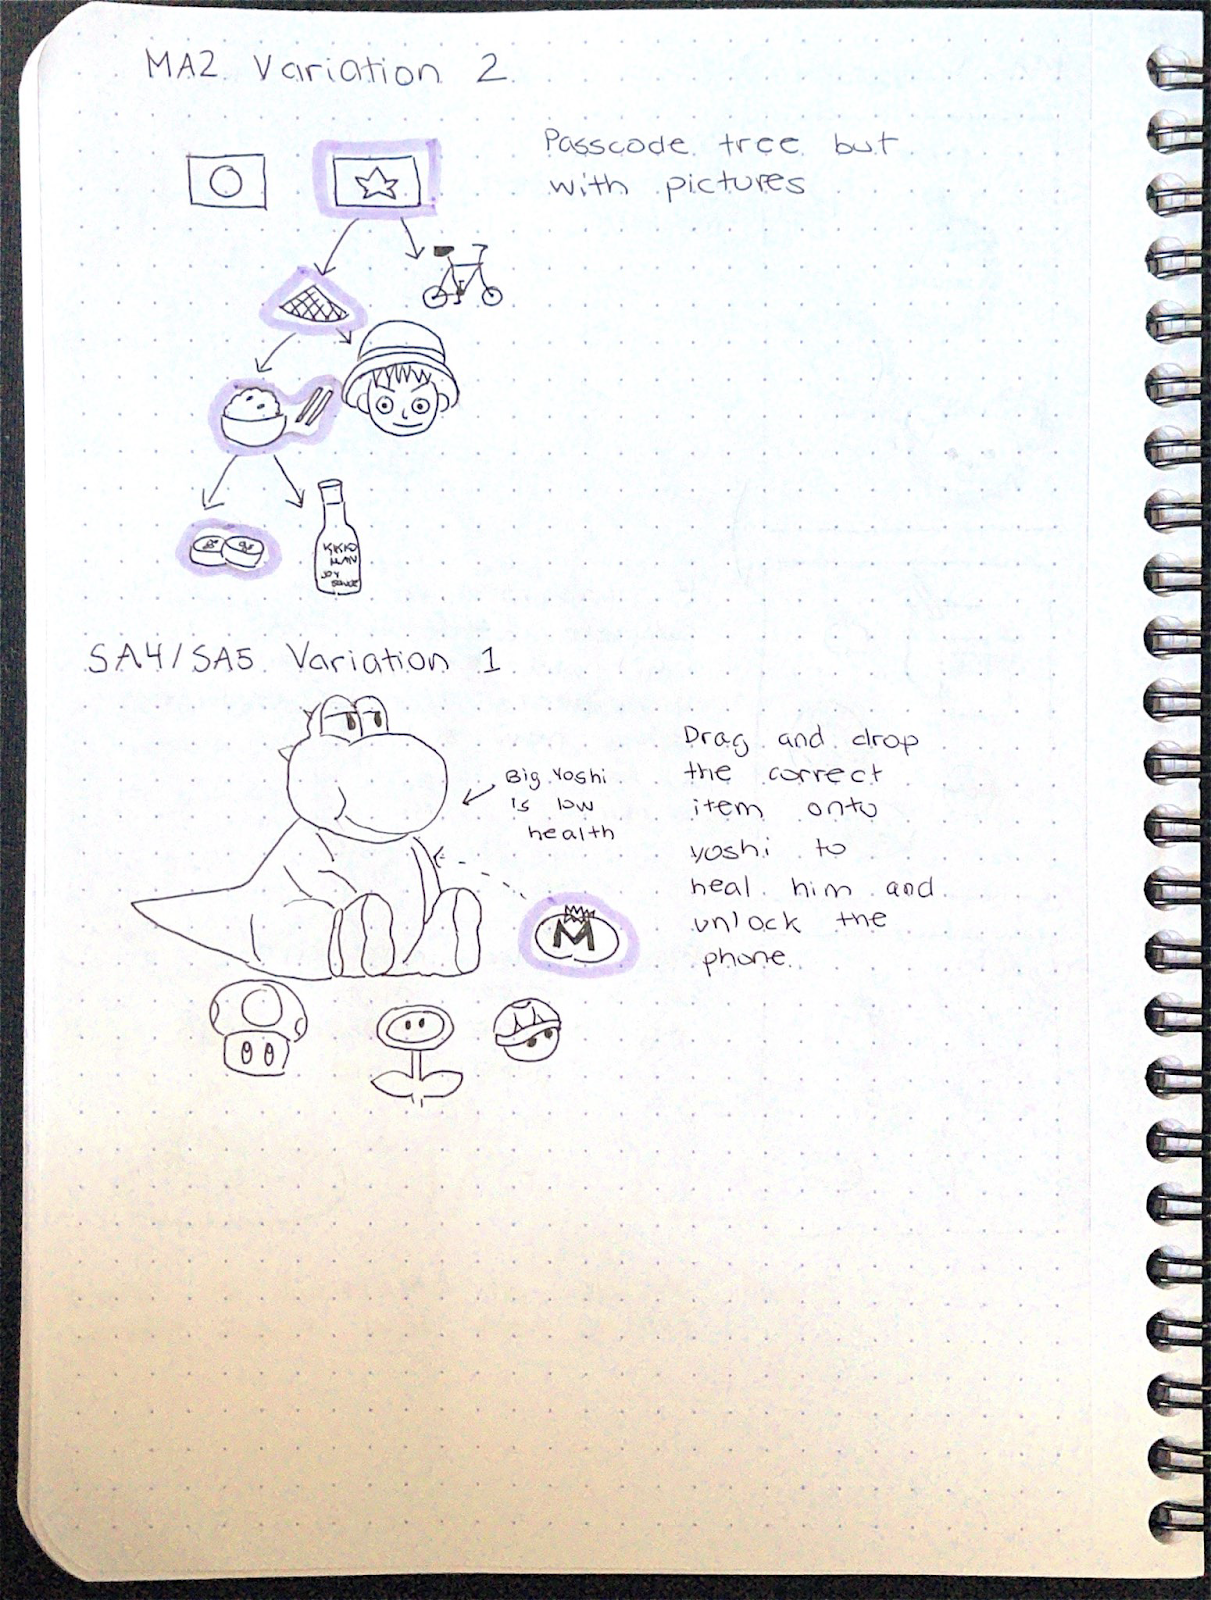 MA2 Variation 2
Passcode tree but
with pictures
KIKKO
MAN
SOY
SAUCE
SA4/SA5 Variation 1
Big Yoshi
is low
health
Drag and drop
the correct
item onto
yoshi to
heal him and
unlock the
phone.
M